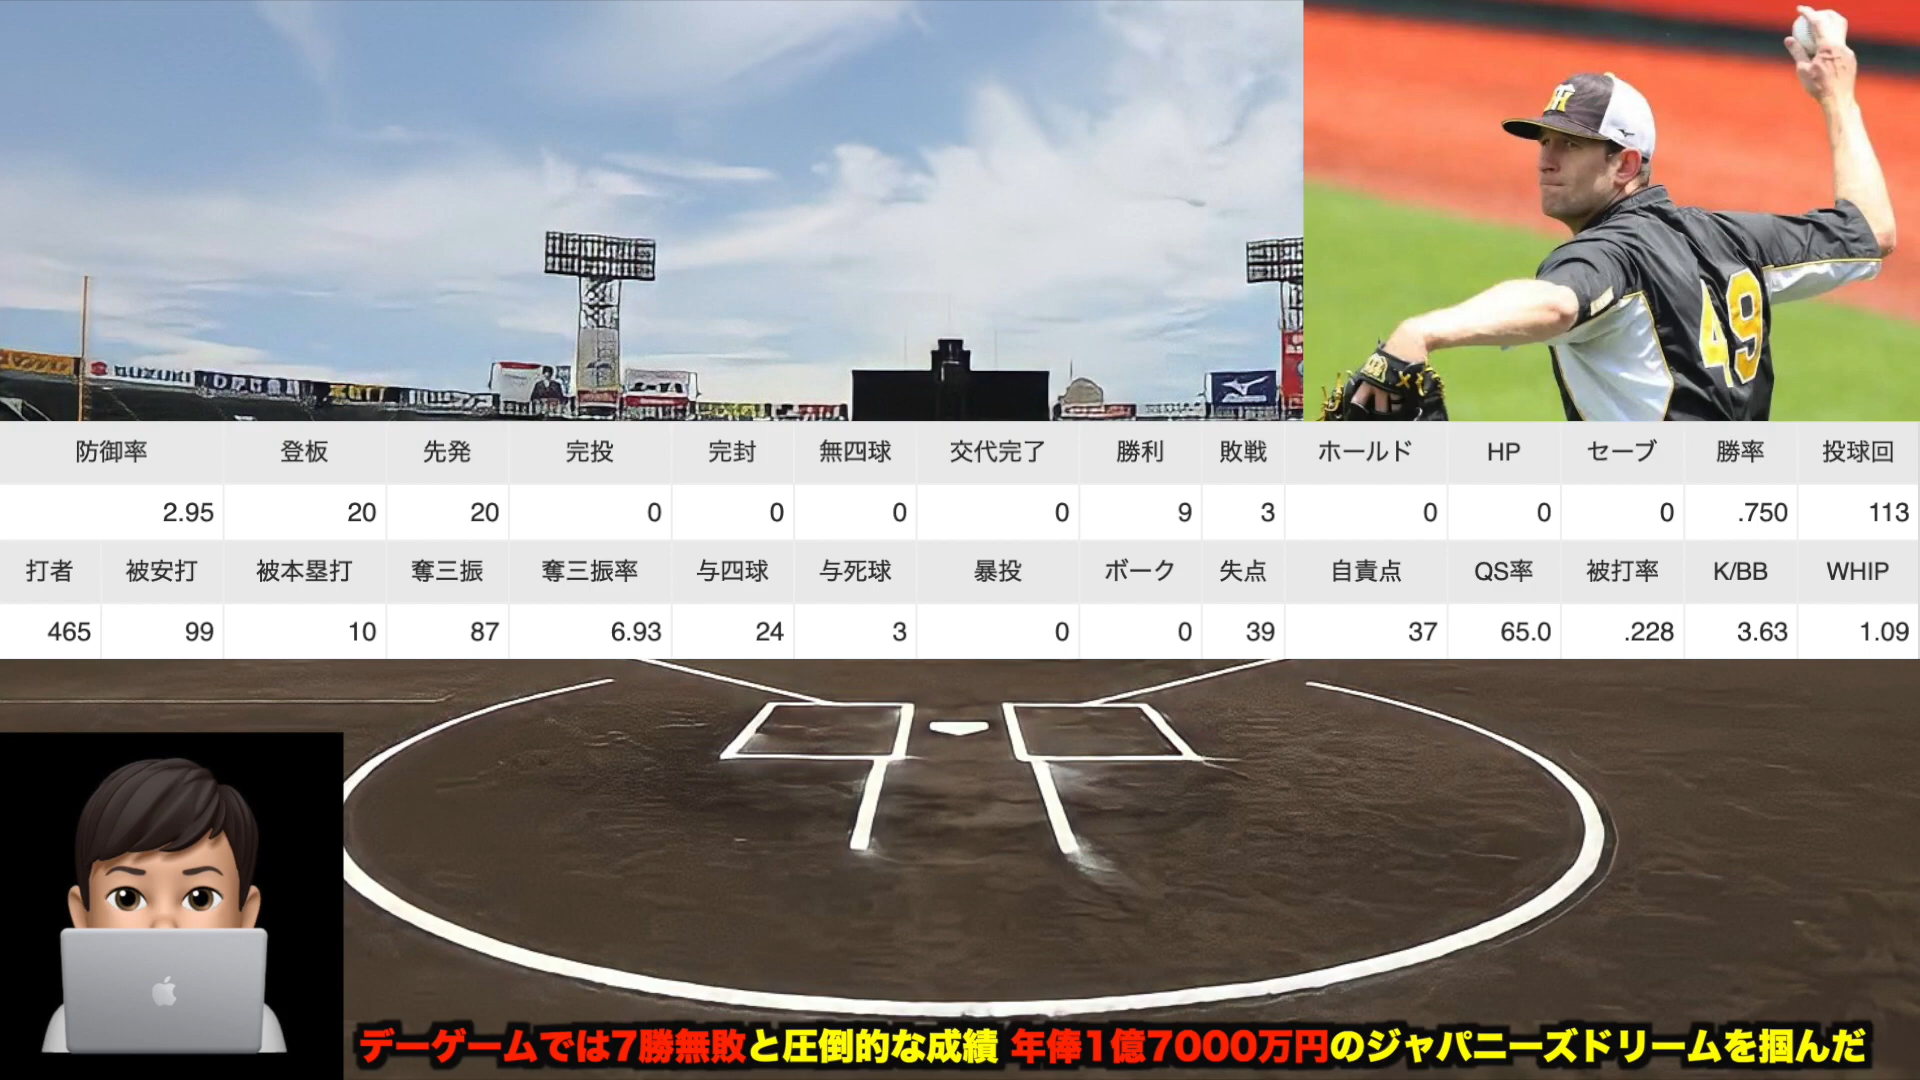 TH
49
SUZUKI
防御率 登板 先発 完投 完封 無四球 交代完了 勝利 敗戦 ホールド HP セーブ 勝率 投球回
2.95 20 20 0 0 0 0 9 3 0 0 0 .750 113
打者 被安打 被本塁打 奪三振 奪三振率 与四球 与死球 暴投 ボーク 失点 自責点 QS率 被打率 K/BB WHIP
465 99 10 87 6.93 24 3 0 0 39 37 65.0 .228 3.63 1.09
デーゲームでは7勝無敗と圧倒的な成績 年俸1億7000万円のジャパニーズドリームを掴んだ